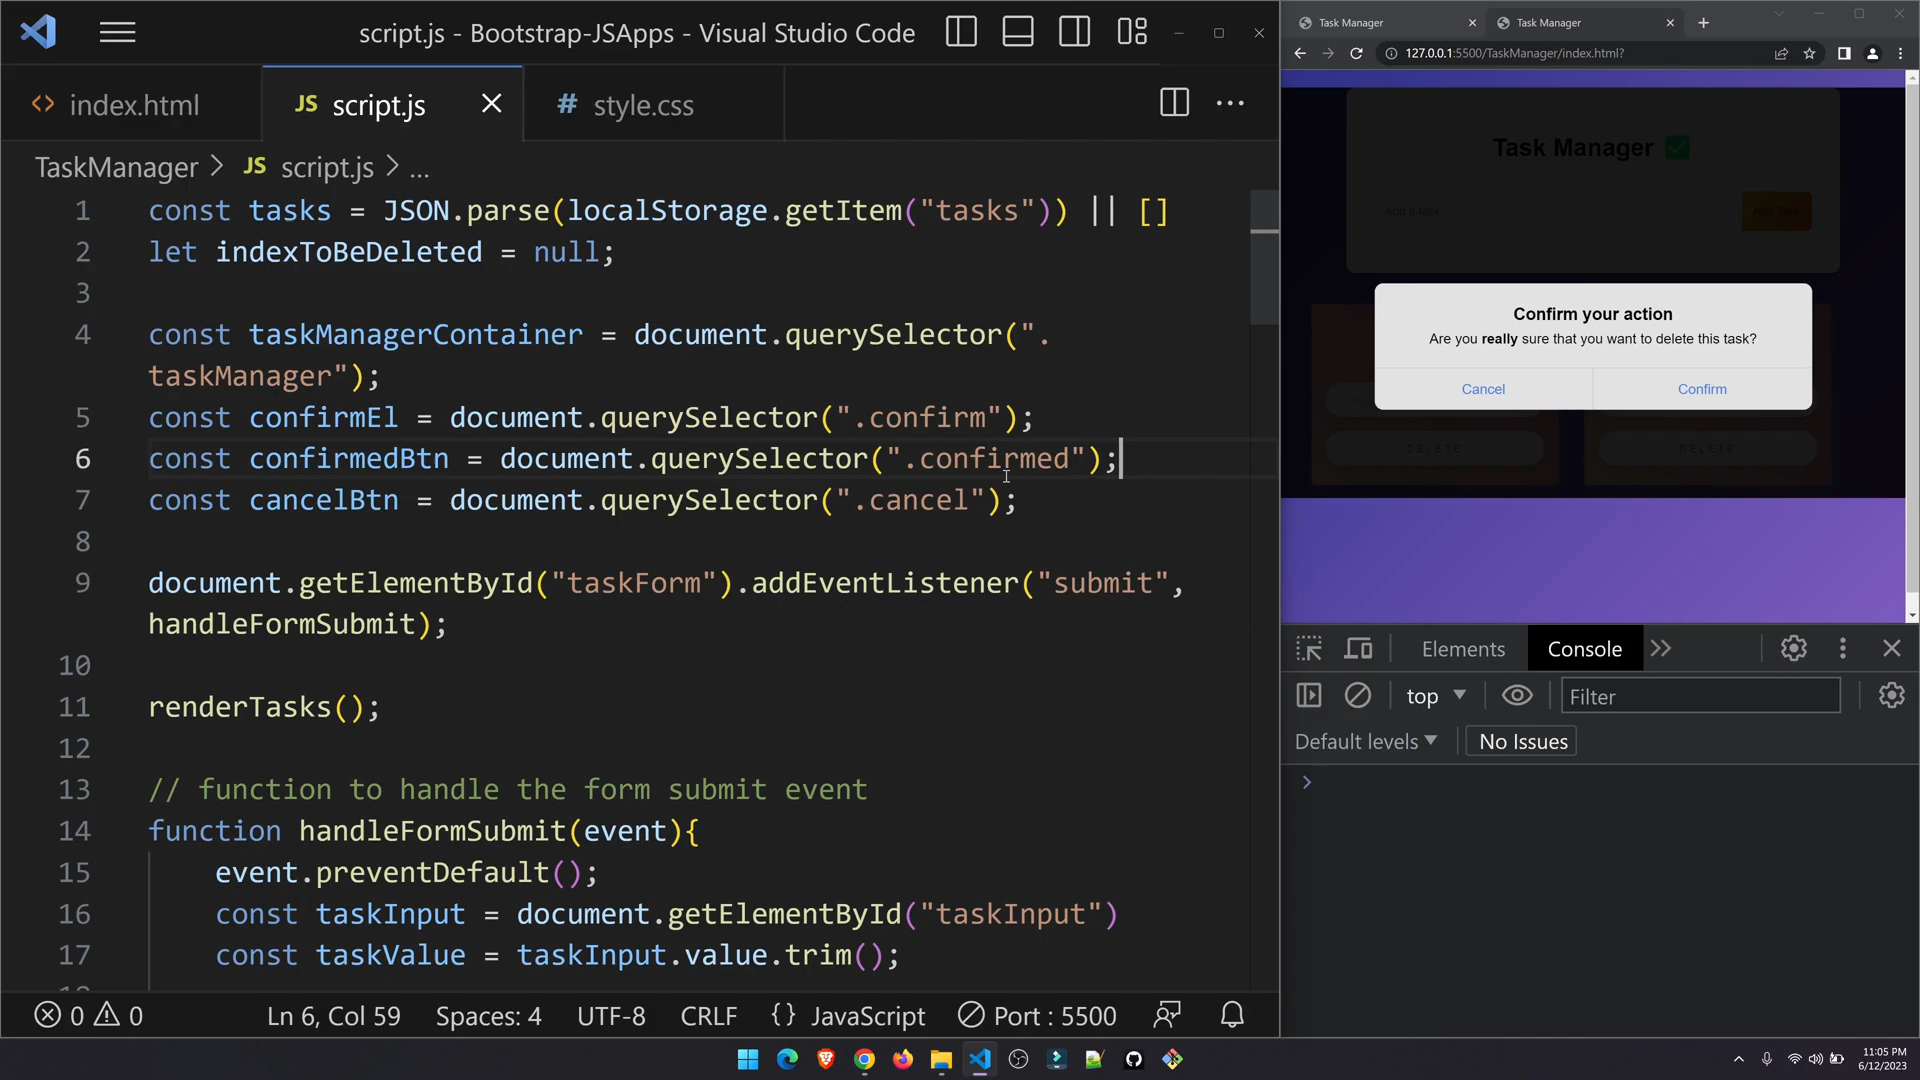 script.js - Bootstrap-JSApps - Visual Studio Code
index.html
JS script.js
# style.css
TaskManager > JS script.js > ...
1 const tasks = JSON.parse(localStorage.getItem("tasks")) || []
2 let indexToBeDeleted = null;
3
4 const taskManagerContainer = document.querySelector(".
taskManager");
5 const confirmEl = document.querySelector(".confirm");
6 const confirmedBtn = document.querySelector(".confirmed");
7 const cancelBtn = document.querySelector(".cancel");
8
9 document.getElementById("taskForm").addEventListener("submit",
handleFormSubmit);
10
11 renderTasks();
12
13 // function to handle the form submit event
14 function handleFormSubmit(event){
15 event.preventDefault();
16 const taskInput = document.getElementById("taskInput")
17 const taskValue = taskInput.value.trim();
0 0
Ln 6, Col 59
Spaces: 4
UTF-8
CRLF
{} JavaScript
Port : 5500
Task Manager
Task Manager
127.0.0.1:5500/TaskManager/index.html?
Task Manager
Add a task...
Add Task
Confirm your action
Are you really sure that you want to delete this task?
Cancel
Confirm
DELETE
DELETE
Elements
Console
top
Filter
Default levels
No Issues
11:05 PM
6/12/2023